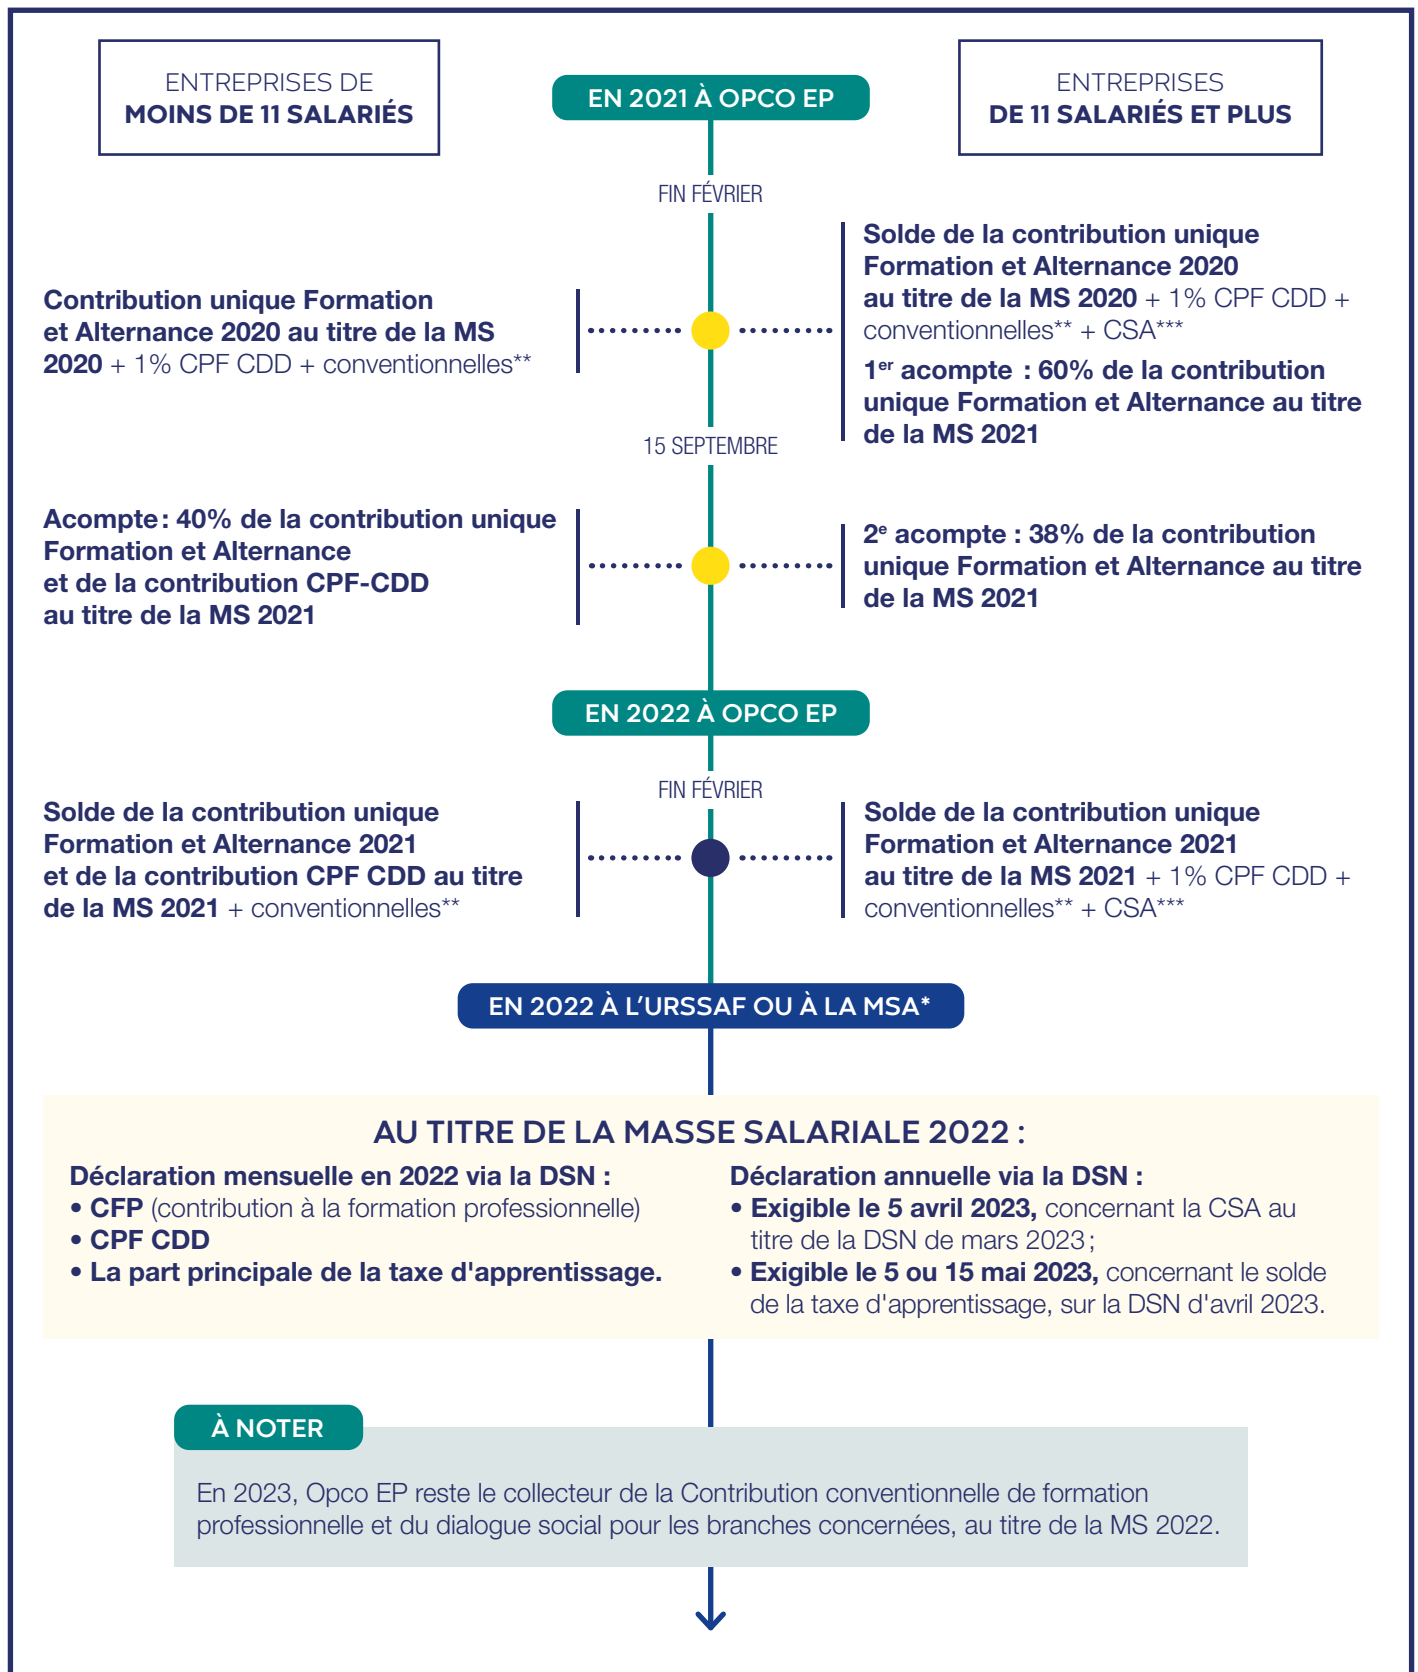 ENTREPRISES DE
MOINS DE 11 SALARIÉS
EN 2021 À OPCO EP
ENTREPRISES
DE 11 SALARIÉS ET PLUS
FIN FÉVRIER
Contribution unique Formation
et Alternance 2020 au titre de la MS
2020 + 1% CPF CDD + conventionnelles**
Solde de la contribution unique
Formation et Alternance 2020
au titre de la MS 2020 + 1% CPF CDD +
conventionnelles** + CSA***
1er acompte : 60% de la contribution
unique Formation et Alternance au titre
de la MS 2021
15 SEPTEMBRE
Acompte : 40% de la contribution unique
Formation et Alternance
et de la contribution CPF-CDD
au titre de la MS 2021
2e acompte : 38% de la contribution
unique Formation et Alternance au titre
de la MS 2021
EN 2022 À OPCO EP
FIN FÉVRIER
Solde de la contribution unique
Formation et Alternance 2021
et de la contribution CPF CDD au titre
de la MS 2021 + conventionnelles**
Solde de la contribution unique
Formation et Alternance 2021
au titre de la MS 2021 + 1% CPF CDD +
conventionnelles** + CSA***
EN 2022 À L'URSSAF OU À LA MSA*
AU TITRE DE LA MASSE SALARIALE 2022 :
Déclaration mensuelle en 2022 via la DSN :
• CFP (contribution à la formation professionnelle)
• CPF CDD
• La part principale de la taxe d'apprentissage.
Déclaration annuelle via la DSN :
• Exigible le 5 avril 2023, concernant la CSA au
titre de la DSN de mars 2023 ;
• Exigible le 5 ou 15 mai 2023, concernant le solde
de la taxe d'apprentissage, sur la DSN d'avril 2023.
À NOTER
En 2023, Opco EP reste le collecteur de la Contribution conventionnelle de formation
professionnelle et du dialogue social pour les branches concernées, au titre de la MS 2022.